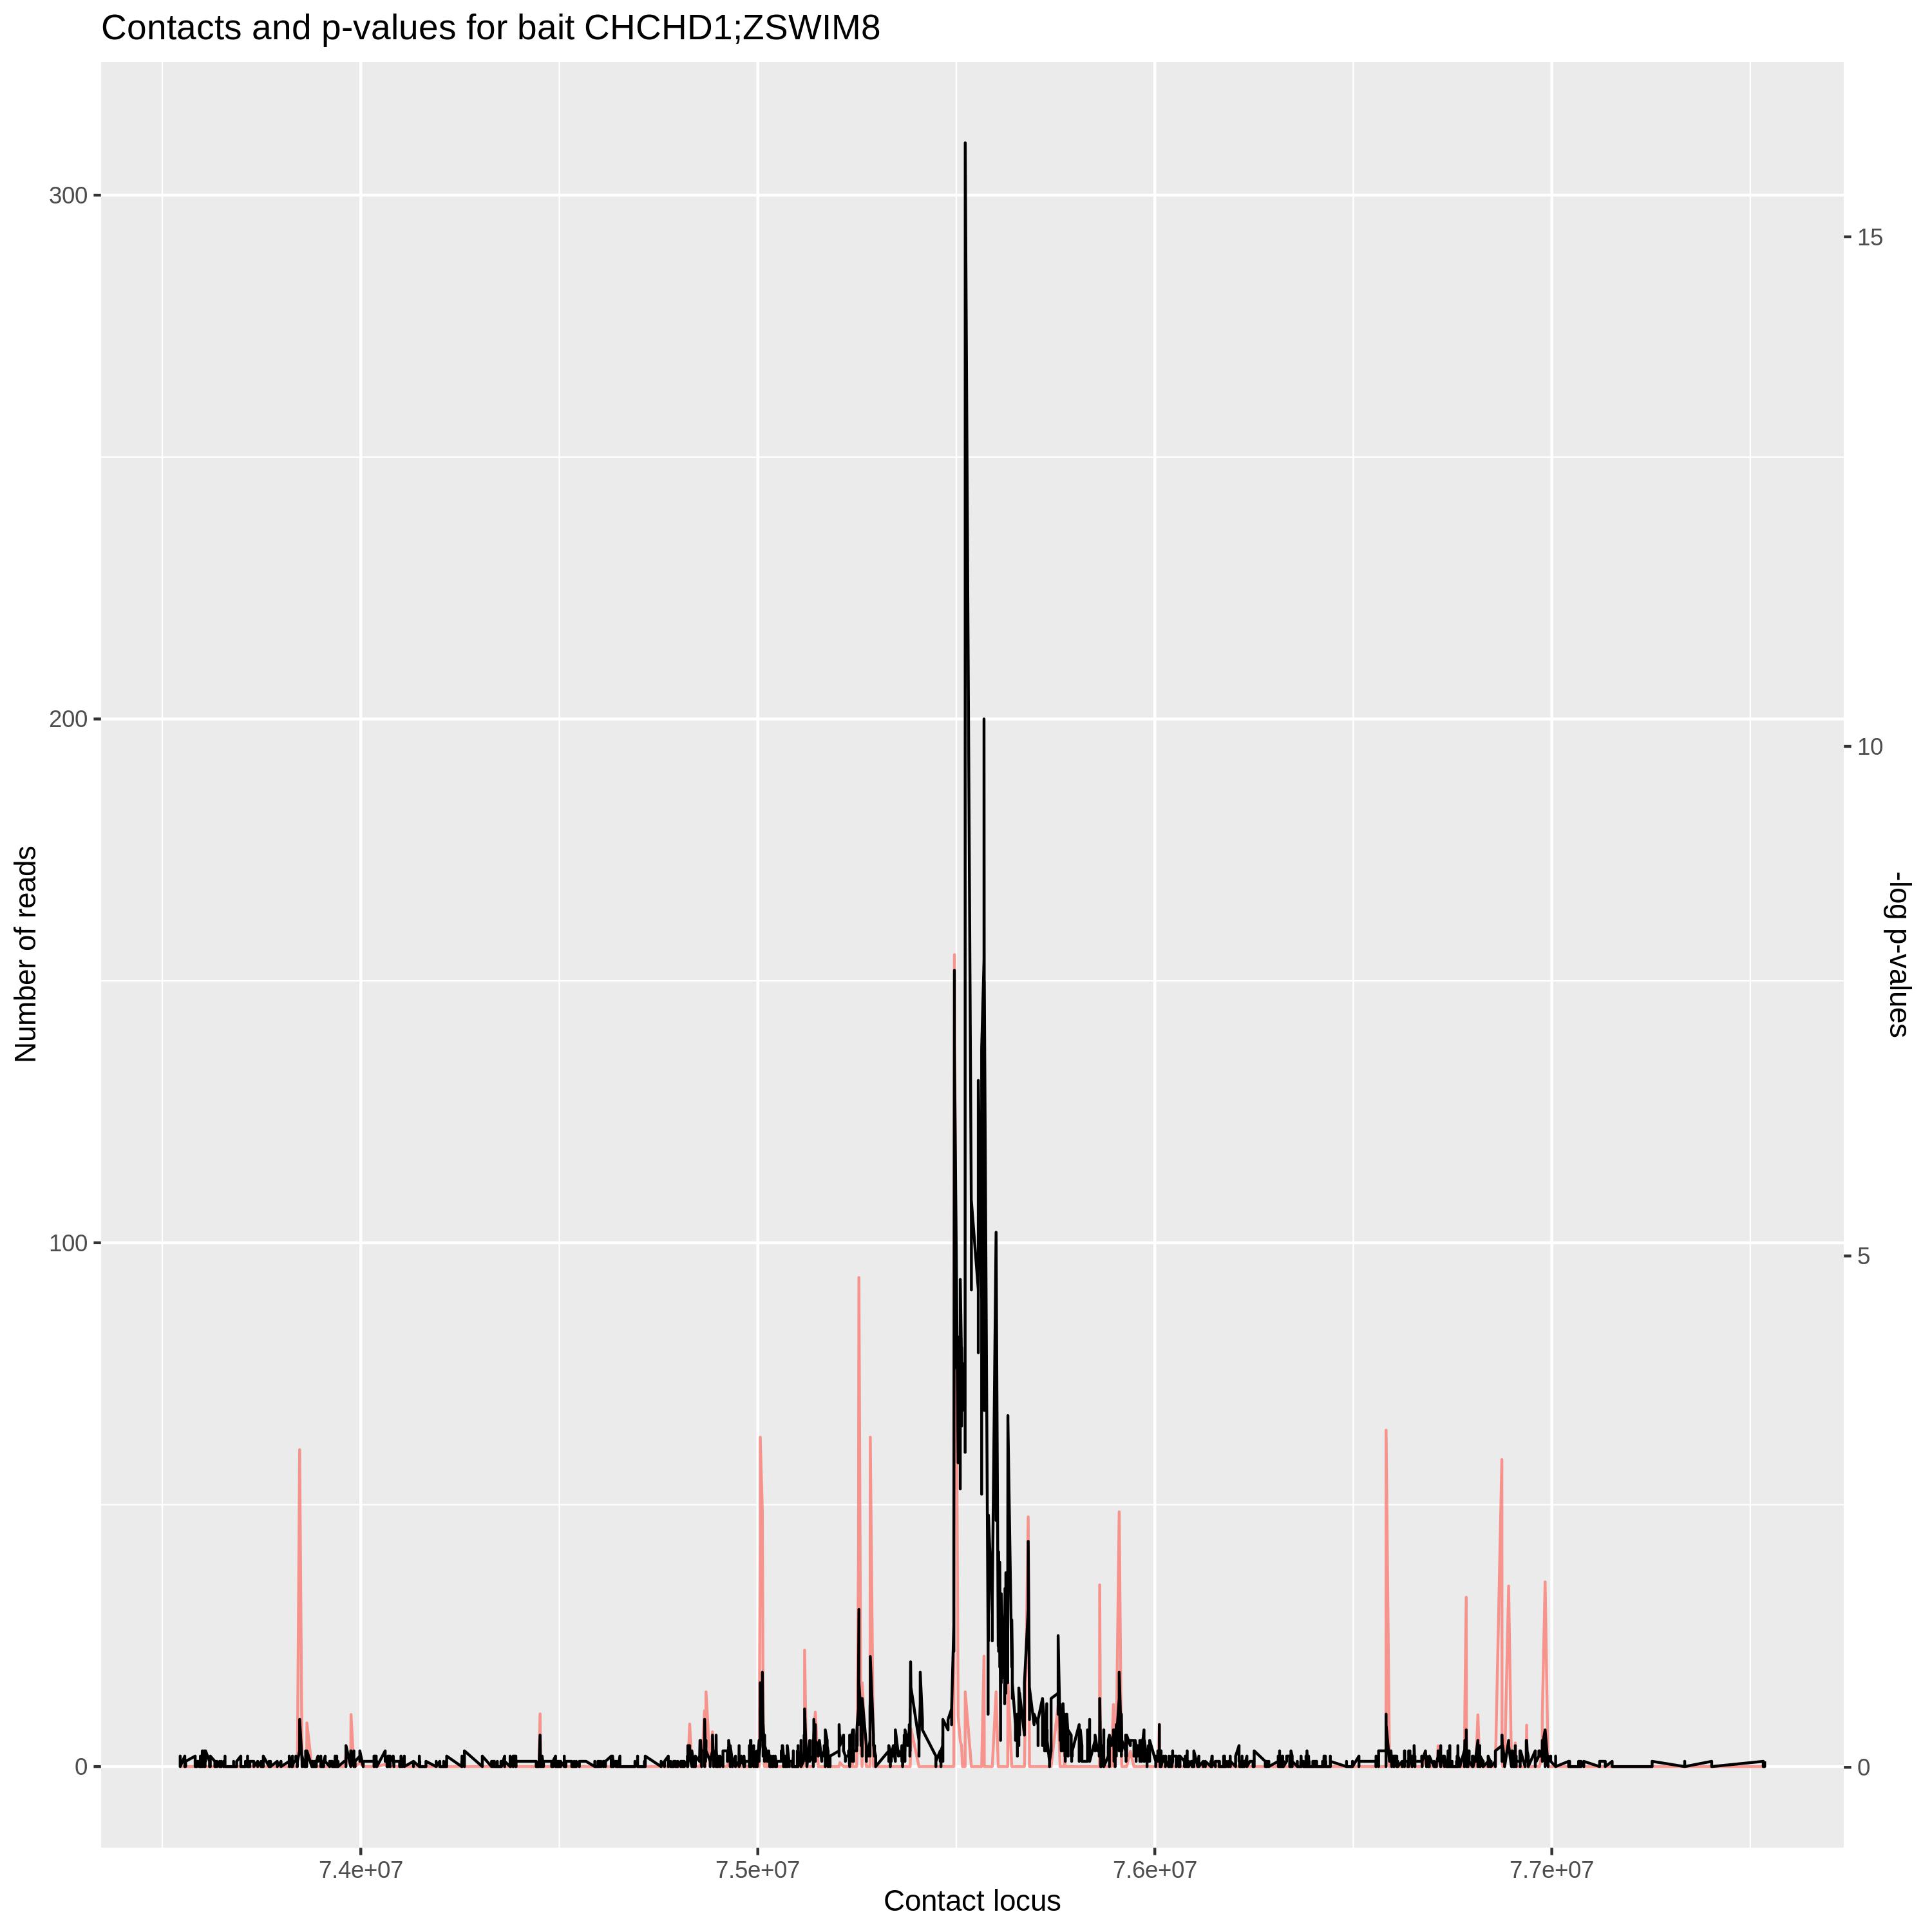 Contacts and p-values for bait CHCHD1;ZSWIM8
300
200
100
0
Number of reads
15
10
5
0
-log p-values
7.4e+07
7.5e+07
7.6e+07
7.7e+07
Contact locus